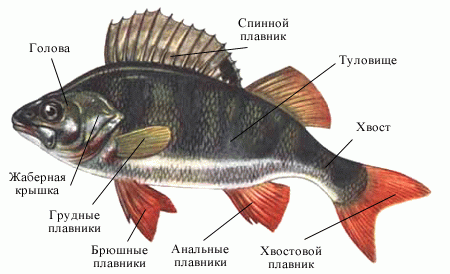 Спинной
плавник
Голова
Туловище
Хвост
Жаберная
крышка
Грудные
плавники
Брюшные
плавники
Анальные
плавники
Хвостовой
плавник